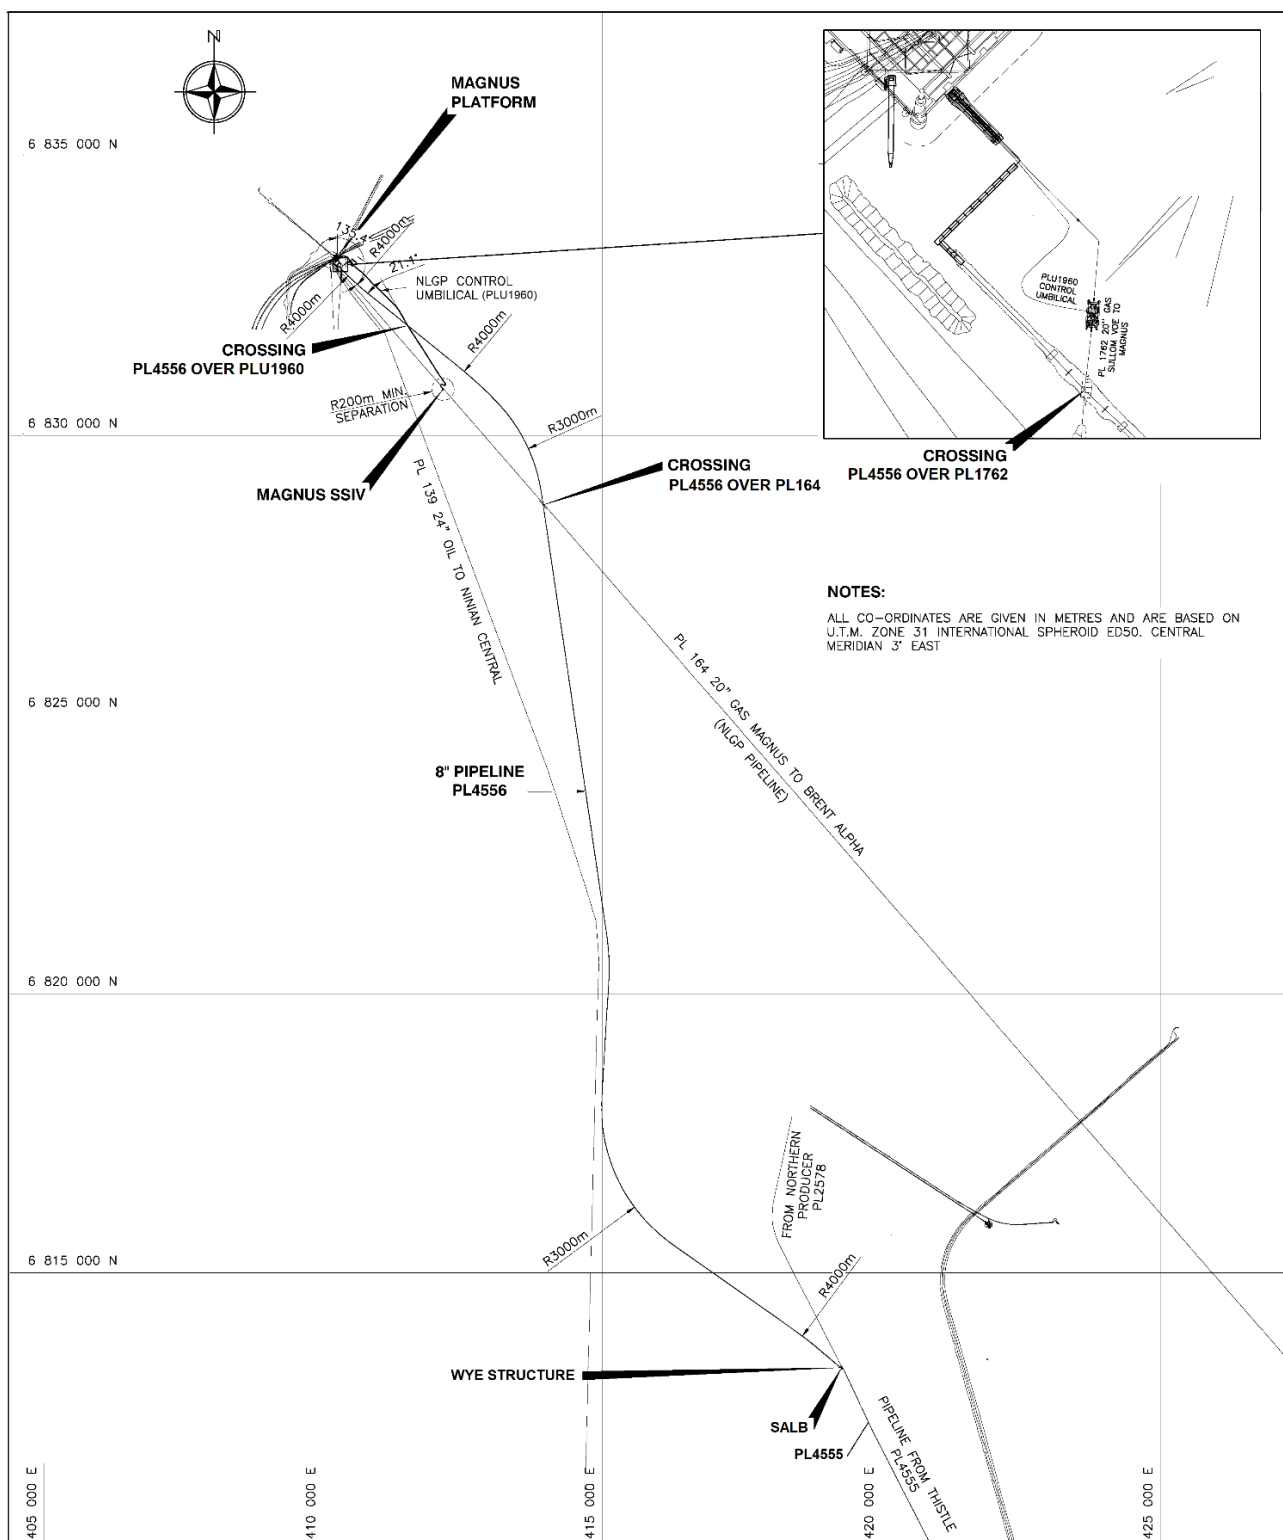 N
MAGNUS
PLATFORM
6 835 000 N
135.4°
R4000m
21.1°
NLGP CONTROL
UMBILICAL (PLU1960)
R4000m
R4000m
CROSSING
PL4556 OVER PLU1960
R200m MIN.
SEPARATION
6 830 000 N
R3000m
MAGNUS SSIV
CROSSING
PL4556 OVER PL164
PLU1960
CONTROL
UMBILICAL
PL 1762 20" GAS
SULLOM VOE TO
MAGNUS
CROSSING
PL4556 OVER PL1762
PL 139 24" OIL TO NINIAN CENTRAL
NOTES:
ALL CO-ORDINATES ARE GIVEN IN METRES AND ARE BASED ON
U.T.M. ZONE 31 INTERNATIONAL SPHEROID ED50. CENTRAL
MERIDIAN 3° EAST
PL 164 20" GAS MAGNUS TO BRENT ALPHA
(NLGP PIPELINE)
6 825 000 N
8" PIPELINE
PL4556
6 820 000 N
FROM NORTHERN
PRODUCER
PL2578
R3000m
6 815 000 N
R4000m
WYE STRUCTURE
SALB
PL4555
PIPELINE FROM THISTLE
PL4555
405 000 E
410 000 E
415 000 E
420 000 E
425 000 E